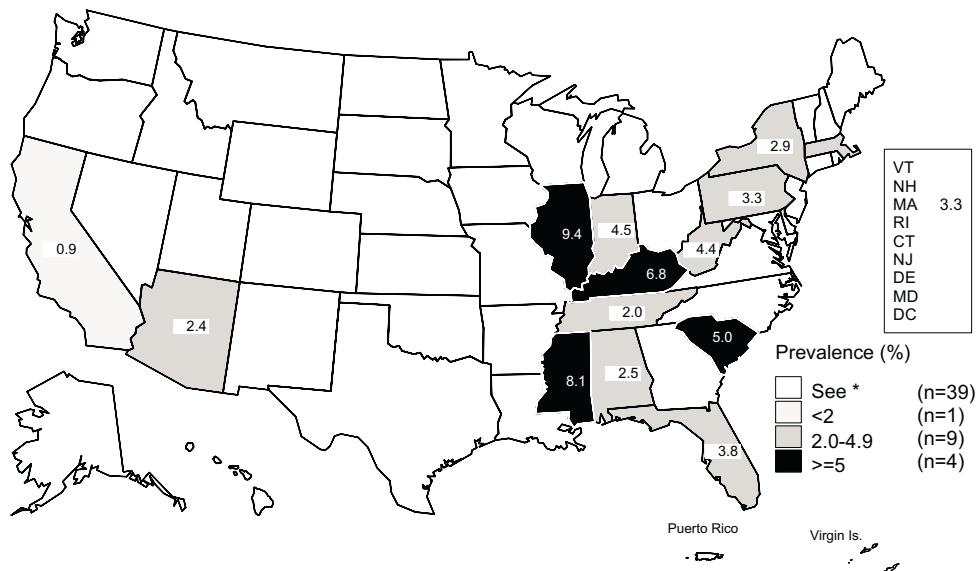 2.9
VT
NH
MA 3.3
RI
CT
NJ
DE
MD
DC
3.3
9.4
4.5
4.4
0.9
6.8
2.4
2.0
5.0
8.1
2.5
3.8
Prevalence (%)
See * (n=39)
<2 (n=1)
2.0-4.9 (n=9)
>=5 (n=4)
Puerto Rico
Virgin Is.